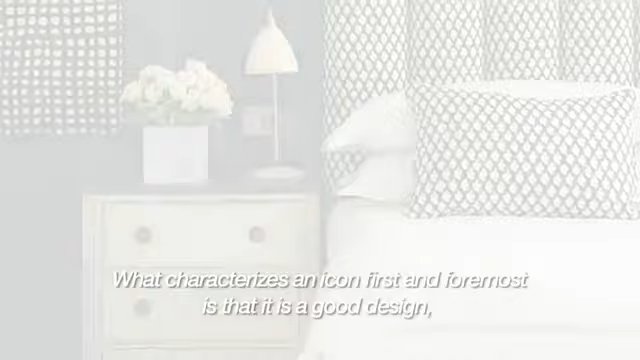 What characterizes an icon first and foremost
is that it is a good design,